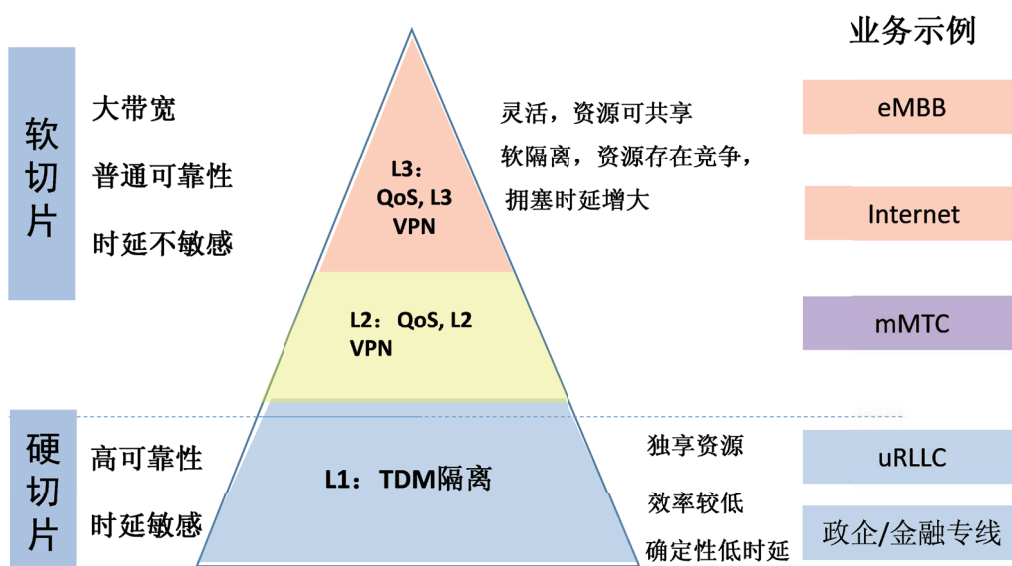 业务示例
软切片
大带宽
普通可靠性
时延不敏感
L3：
QoS, L3
VPN
灵活，资源可共享
软隔离，资源存在竞争，
拥塞时延增大
eMBB
Internet
L2： QoS, L2
VPN
mMTC
硬切片
高可靠性
时延敏感
L1：TDM隔离
独享资源
效率较低
确定性低时延
uRLLC
政企/金融专线